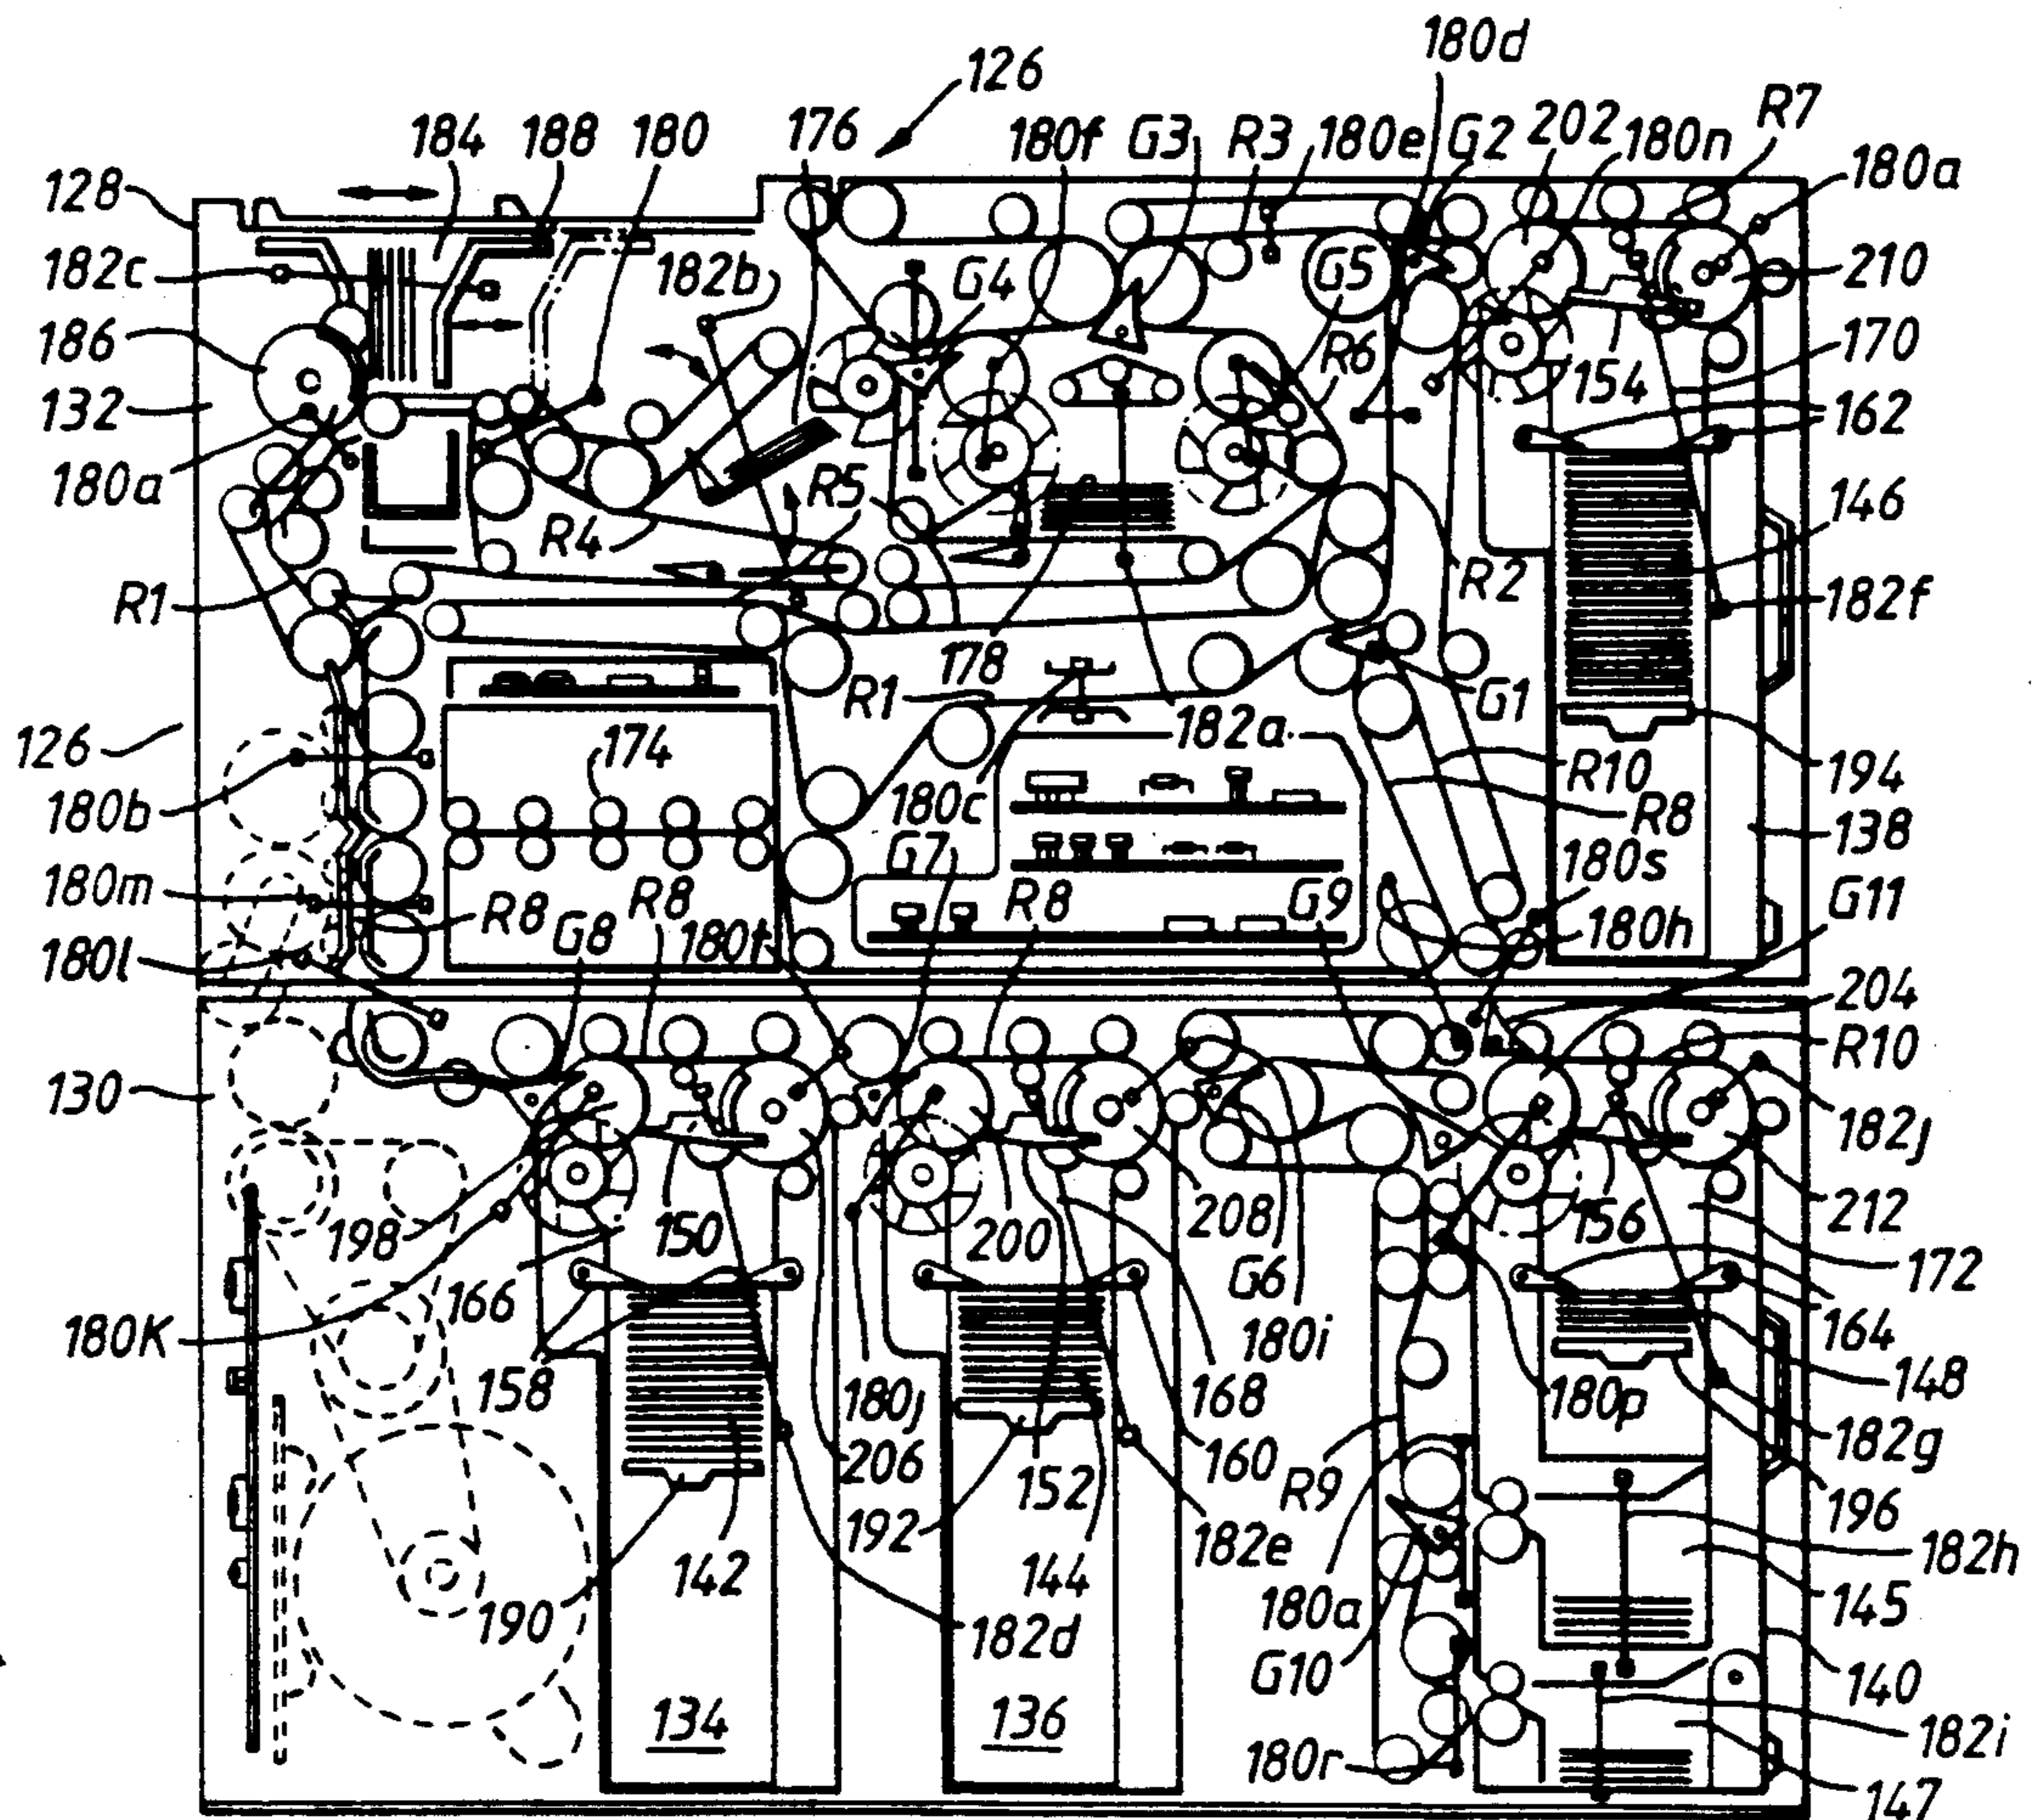 180d
126
184 188 180 176 180f G3 R3 180e G2 202 180n R7
128 180a
182c 182b G4 G5 210
186 R6 170
132 154 162
180a R5 146
R4
R1 R2 182f
178
R1 G1
126 174 182a R10 194
180b 180c R8 138
G7 180s
180m R8 R8 R8 G9 G11
G8 180t 180h
180l
204
130 R10
182j
198 150 200 208 156 212
166 G6 172
180K 180i 164
158 180j 168 180p 148
206 160 182g
152 R9 196
192 182e
142 144 180a 182h
190 145
182d G10
134 136 140
180r 182i
147